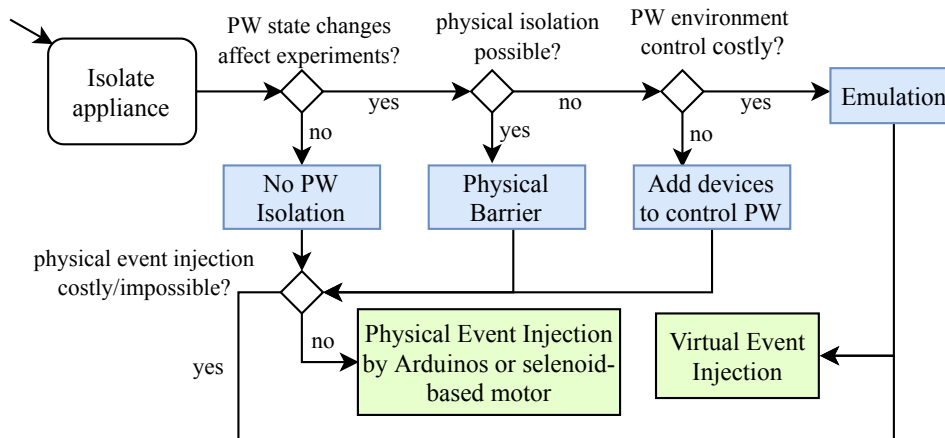 PW state changes
affect experiments?
physical isolation
possible?
PW environment
control costly?
Isolate
appliance
yes
no
yes
Emulation
no
yes
no
No PW
Isolation
Physical
Barrier
Add devices
to control PW
physical event injection
costly/impossible?
no
yes
Physical Event Injection
by Arduinos or selenoid-
based motor
Virtual Event
Injection